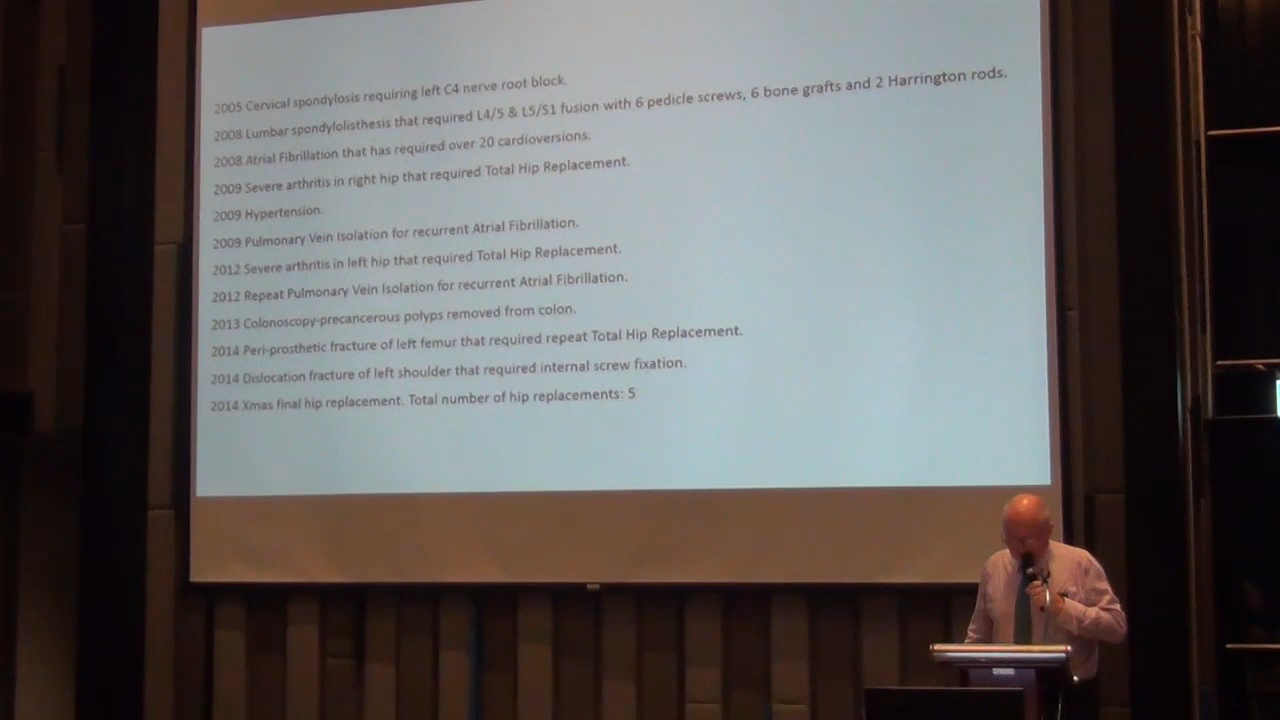 2005 Cervical spondylosis requiring left C4 nerve root block.
2008 Lumbar spondylolisthesis that required L4/5 & L5/S1 fusion with 6 pedicle screws, 6 bone grafts and 2 Harrington rods.
2008 Atrial Fibrillation that has required over 20 cardioversions.
2009 Severe arthritis in right hip that required Total Hip Replacement.
2009 Hypertension.
2009 Pulmonary Vein Isolation for recurrent Atrial Fibrillation.
2012 Severe arthritis in left hip that required Total Hip Replacement.
2012 Repeat Pulmonary Vein Isolation for recurrent Atrial Fibrillation.
2013 Colonoscopy-precancerous polyps removed from colon.
2014 Peri-prosthetic fracture of left femur that required repeat Total Hip Replacement.
2014 Dislocation fracture of left shoulder that required internal screw fixation.
2014 Xmas final hip replacement. Total number of hip replacements: 5